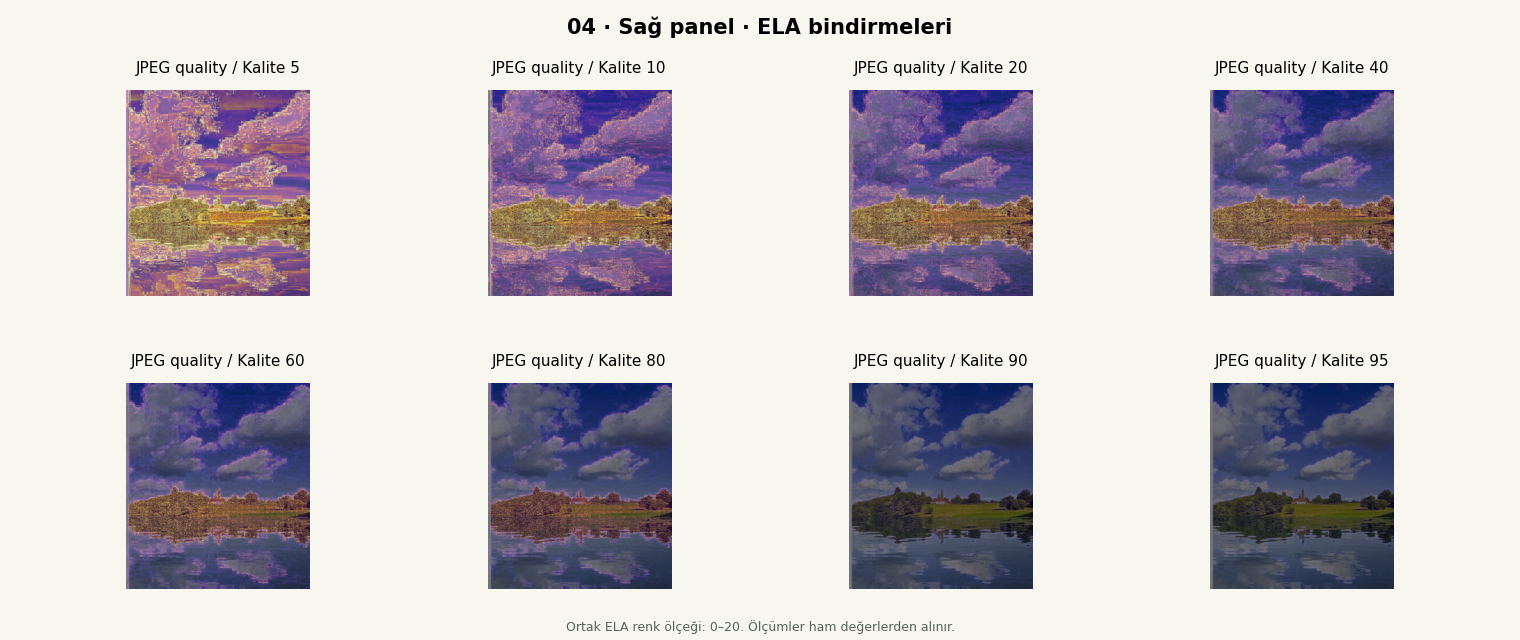 04 · Sağ panel · ELA bindirmeleri
JPEG quality / Kalite 5
JPEG quality / Kalite 10
JPEG quality / Kalite 20
JPEG quality / Kalite 40
JPEG quality / Kalite 60
JPEG quality / Kalite 80
JPEG quality / Kalite 90
JPEG quality / Kalite 95
Ortak ELA renk ölçeği: 0–20. Ölçümler ham değerlerden alınır.